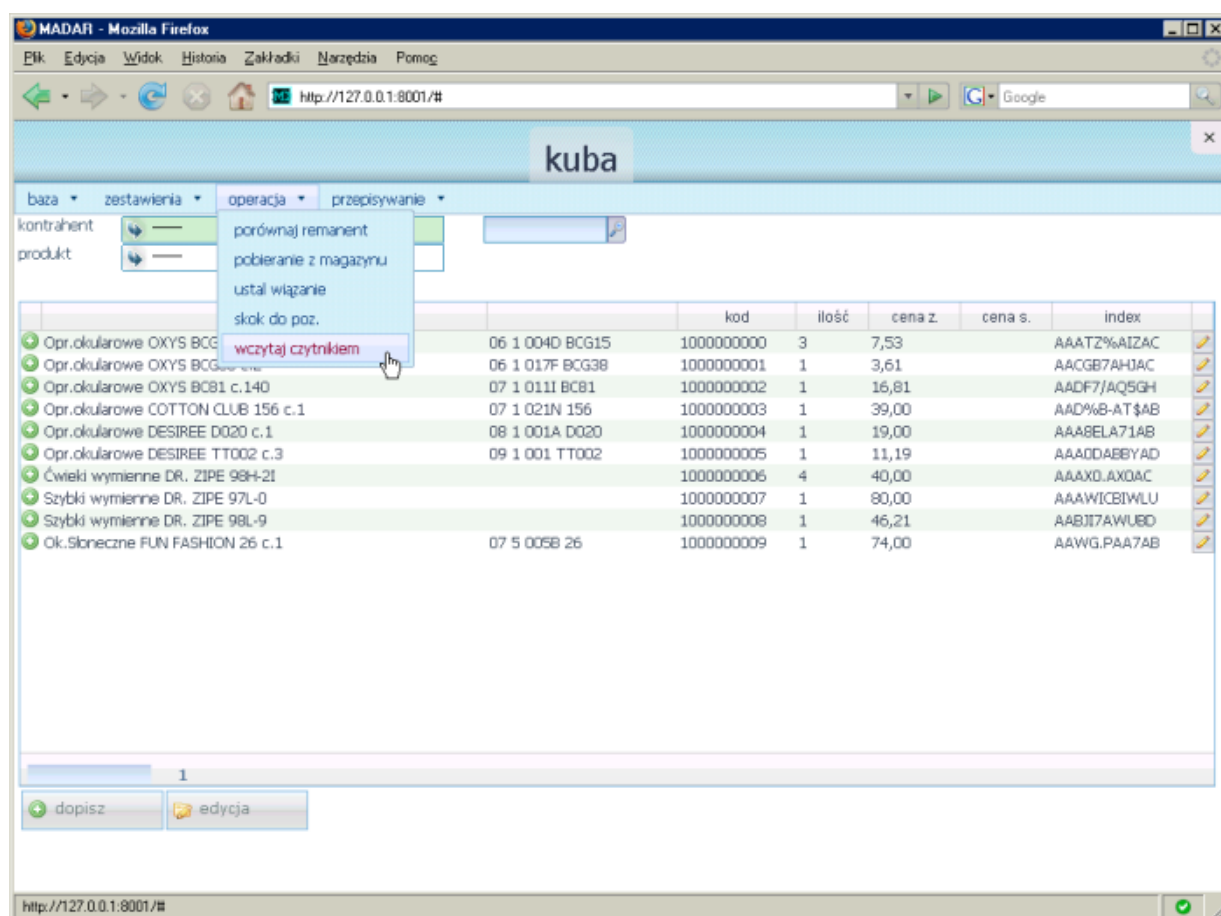 MADAR - Mozilla Firefox
Plik Edycja Widok Historia Zakładki Narzędzia Pomoc
http://127.0.0.1:8001/# Google
kuba
baza zestawienia operacja przepisywanie
kontrahent
produkt
porównaj remanent
pobieranie z magazynu
ustal wiązanie
skok do poz.
wczytaj czytnikiem
kod ilość cena z. cena s. index
Opr.okularowe OXYS BCG 06 1 004D BCG15 1000000000 3 7,53 AAATZ%AIZAC
Opr.okularowe OXYS 06 1 017F BCG38 1000000001 1 3,61 AACGB7AHJAC
Opr.okularowe OXYS BC81 c.140 07 1 011I BC81 1000000002 1 16,81 AADF7/AQ5GH
Opr.okularowe COTTON CLUB 156 c.1 07 1 021N 156 1000000003 1 39,00 AAD%B-AT$AB
Opr.okularowe DESIREE D020 c.1 08 1 001A D020 1000000004 1 19,00 AAA8ELA71AB
Opr.okularowe DESIREE TT002 c.3 09 1 001 TT002 1000000005 1 11,19 AAA0DABBYAD
Ćwieki wymienne DR. ZIPE 98H-2I 1000000006 4 40,00 AAAX0.AX0AC
Szybki wymienne DR. ZIPE 97L-0 1000000007 1 80,00 AAAWICBIWLU
Szybki wymienne DR. ZIPE 98L-9 1000000008 1 46,21 AABJI7AWUBD
Ok.Słoneczne FUN FASHION 26 c.1 07 5 005B 26 1000000009 1 74,00 AAWG.PAA7AB
1
dopisz edycja
http://127.0.0.1:8001/#